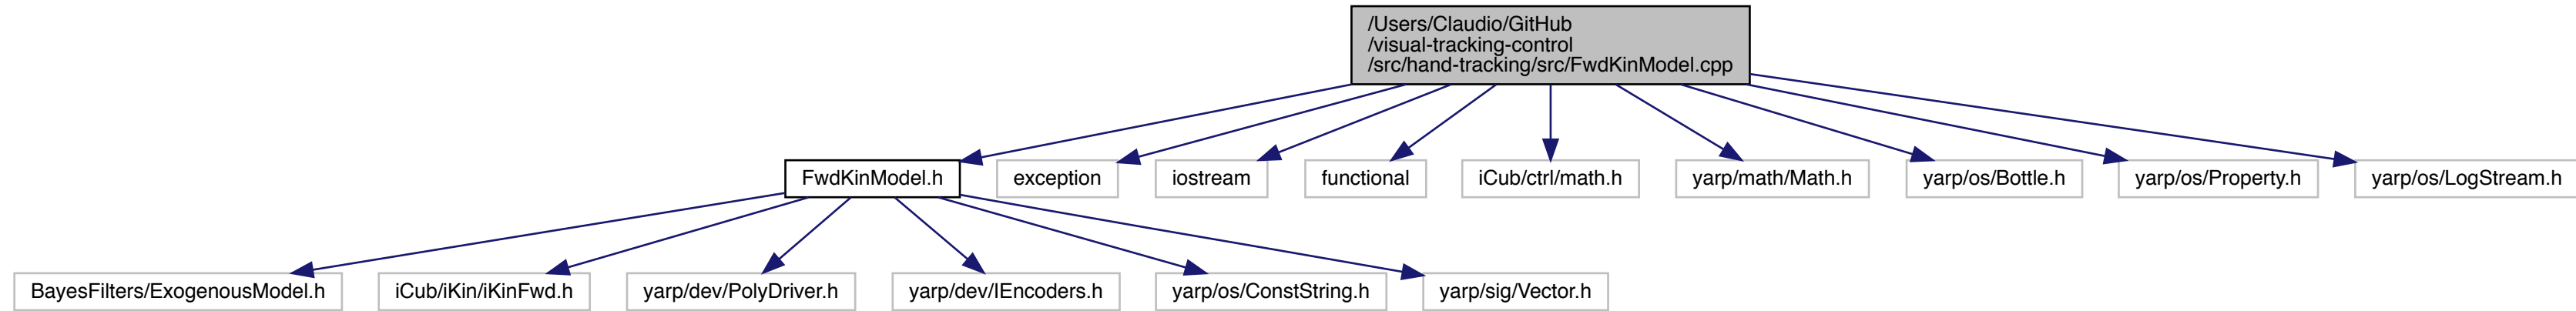 /Users/Claudio/GitHub
/visual-tracking-control
/src/hand-tracking/src/FwdKinModel.cpp
FwdKinModel.h
exception
iostream
functional
iCub/ctrl/math.h
yarp/math/Math.h
yarp/os/Bottle.h
yarp/os/Property.h
yarp/os/LogStream.h
BayesFilters/ExogenousModel.h
iCub/iKin/iKinFwd.h
yarp/dev/PolyDriver.h
yarp/dev/IEncoders.h
yarp/os/ConstString.h
yarp/sig/Vector.h